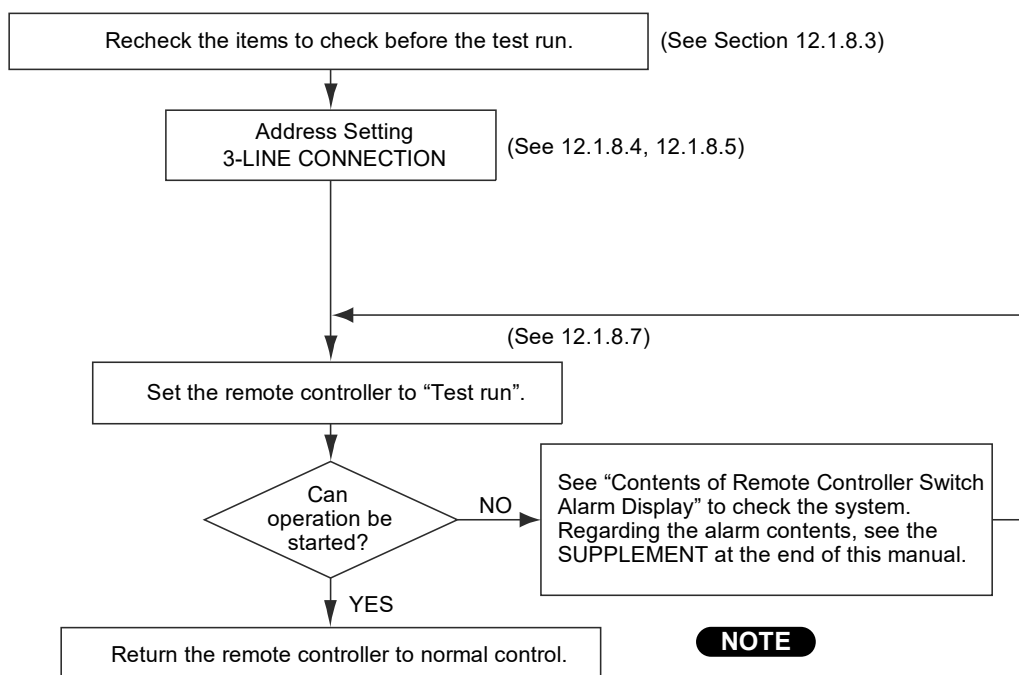 Recheck the items to check before the test run.
(See Section 12.1.8.3)
Address Setting
3-LINE CONNECTION
(See 12.1.8.4, 12.1.8.5)
(See 12.1.8.7)
Set the remote controller to “Test run”.
Can
operation be
started?
NO
See “Contents of Remote Controller Switch
Alarm Display” to check the system.
Regarding the alarm contents, see the
SUPPLEMENT at the end of this manual.
YES
Return the remote controller to normal control.
NOTE